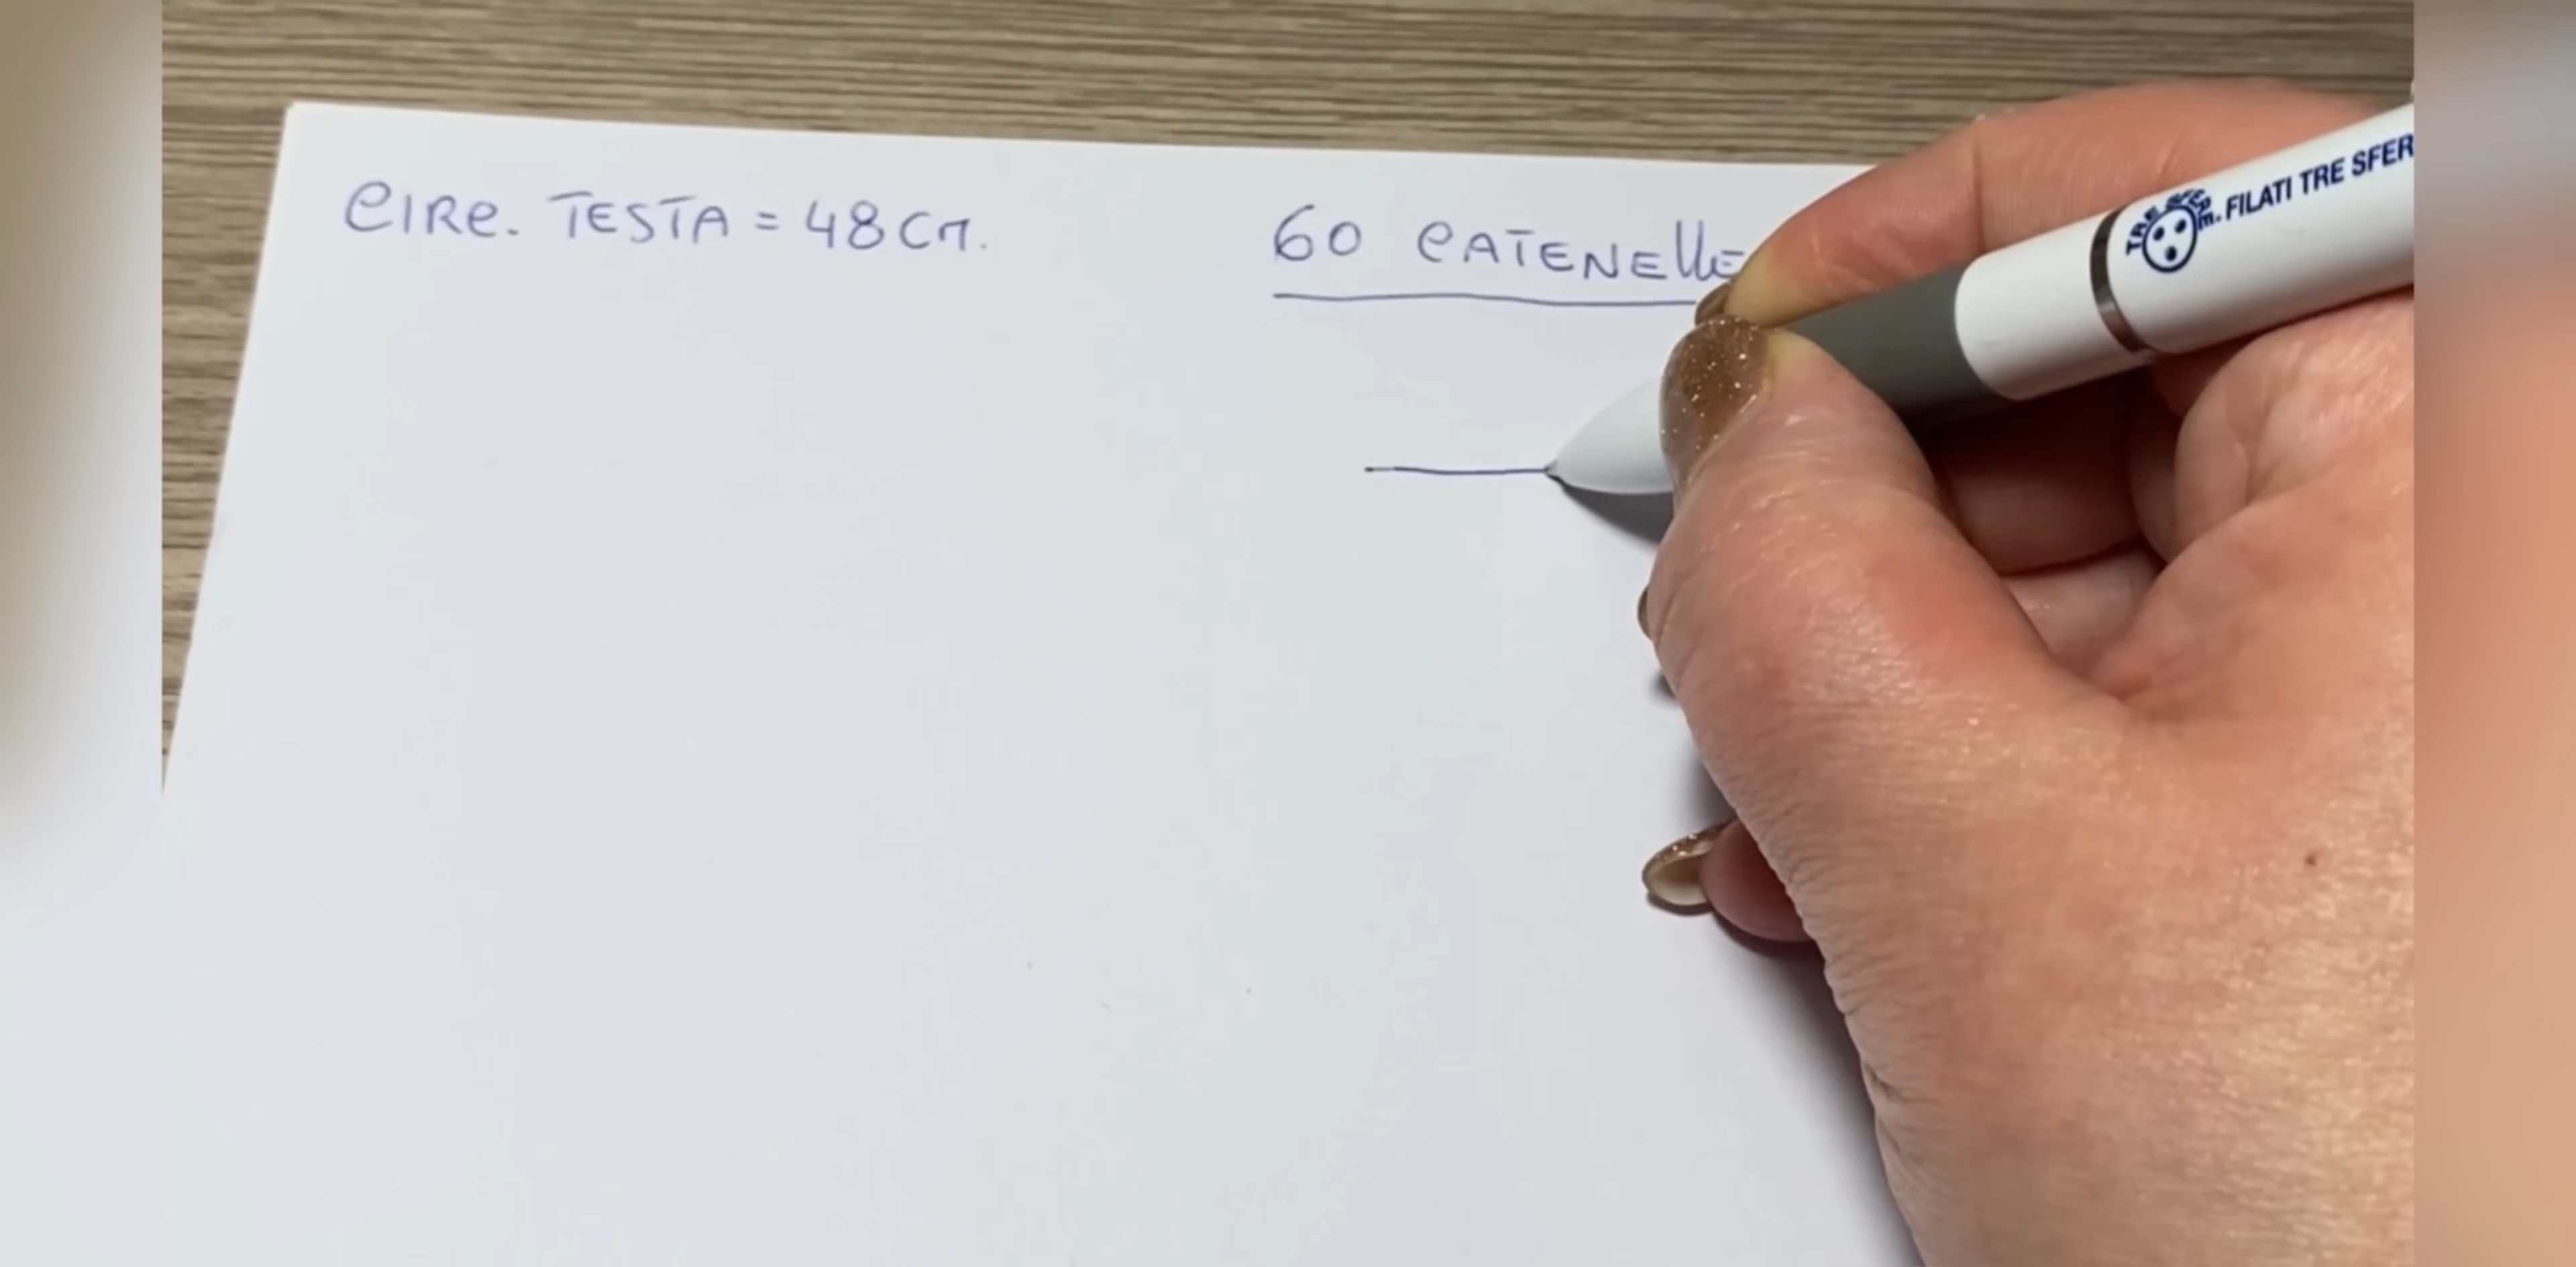 CIRC. TESTA = 48 CM.
60 CATENELLE
TRE SFERE. FILATI TRE SFER